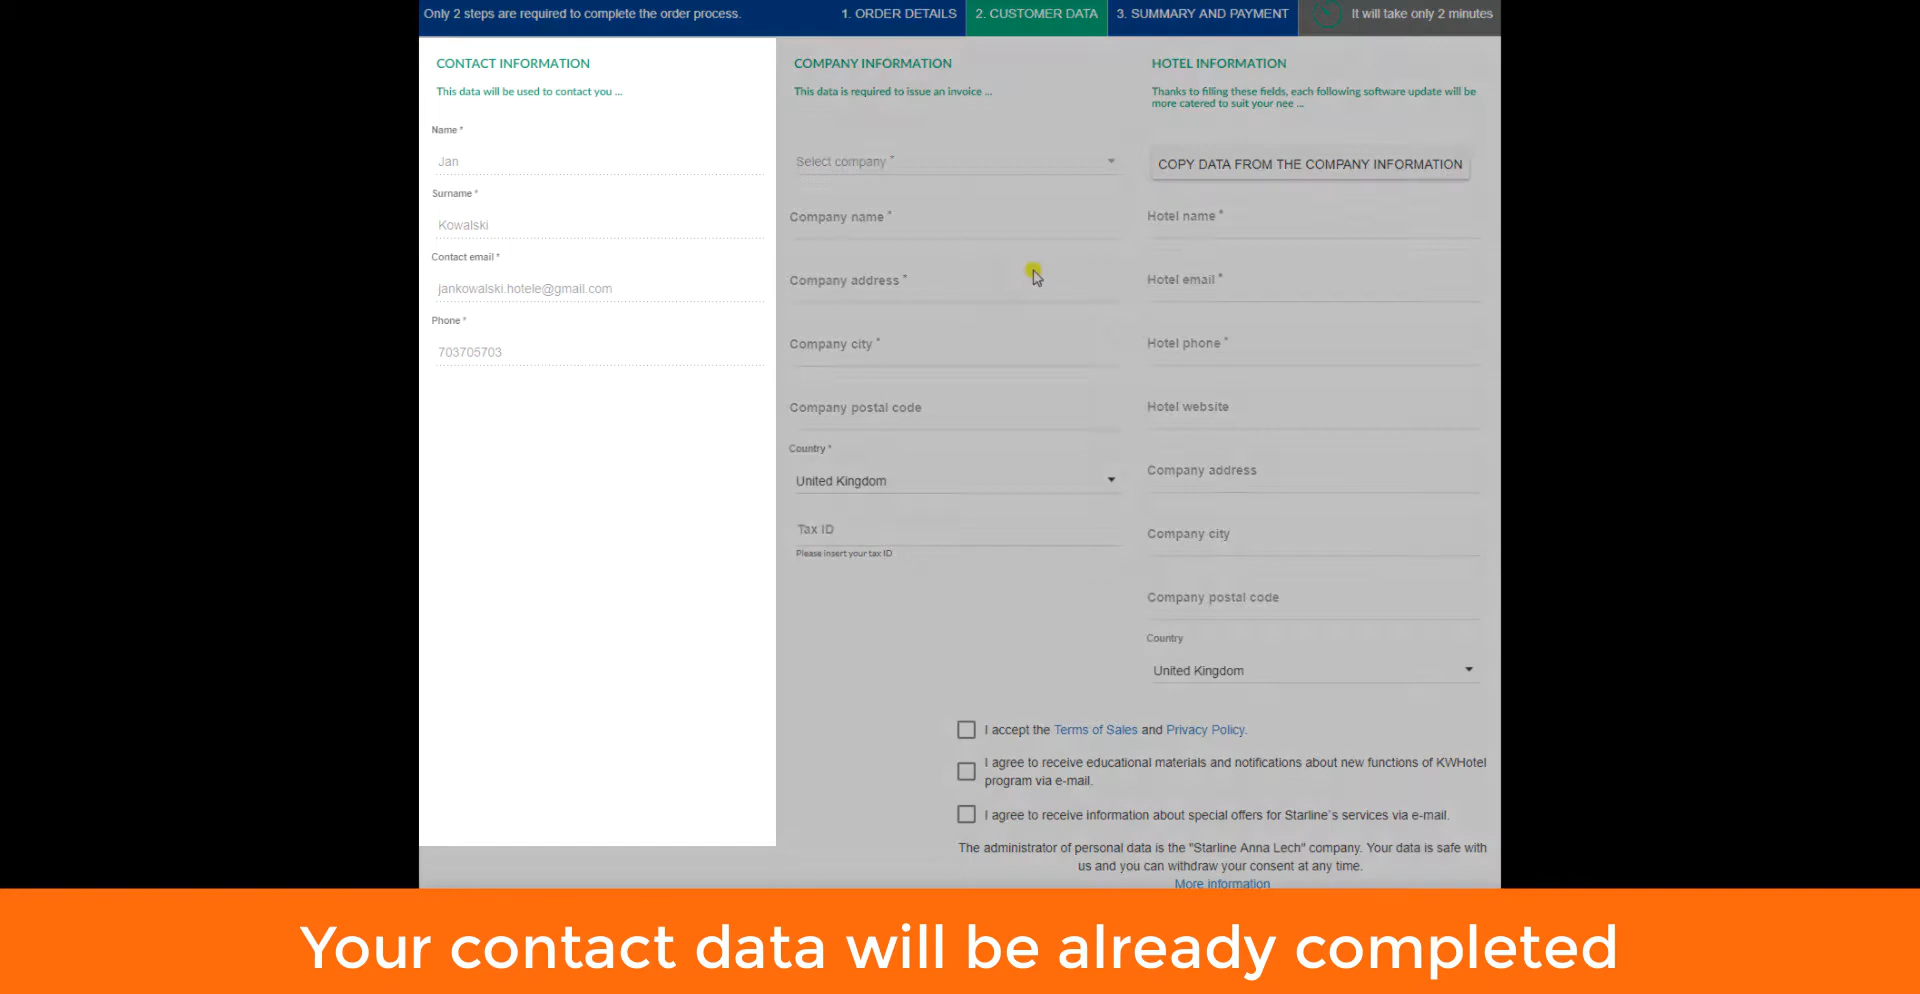 Only 2 steps are required to complete the order process.
1. ORDER DETAILS
2. CUSTOMER DATA
3. SUMMARY AND PAYMENT
It will take only 2 minutes
CONTACT INFORMATION
This data will be used to contact you ...
Name *
Jan
Surname *
Kowalski
Contact email *
jankowalski.hotele@gmail.com
Phone *
703705703
COMPANY INFORMATION
This data is required to issue an invoice ...
Select company *
Company name *
Company address *
Company city *
Company postal code
Country *
United Kingdom
Tax ID
Please insert your tax ID
HOTEL INFORMATION
Thanks to filling these fields, each following software update will be
more catered to suit your nee ...
COPY DATA FROM THE COMPANY INFORMATION
Hotel name *
Hotel email *
Hotel phone *
Hotel website
Company address
Company city
Company postal code
Country
United Kingdom
I accept the Terms of Sales and Privacy Policy.
I agree to receive educational materials and notifications about new functions of KWHotel
program via e-mail.
I agree to receive information about special offers for Starline`s services via e-mail.
The administrator of personal data is the "Starline Anna Lech" company. Your data is safe with
us and you can withdraw your consent at any time.
More information
Your contact data will be already completed